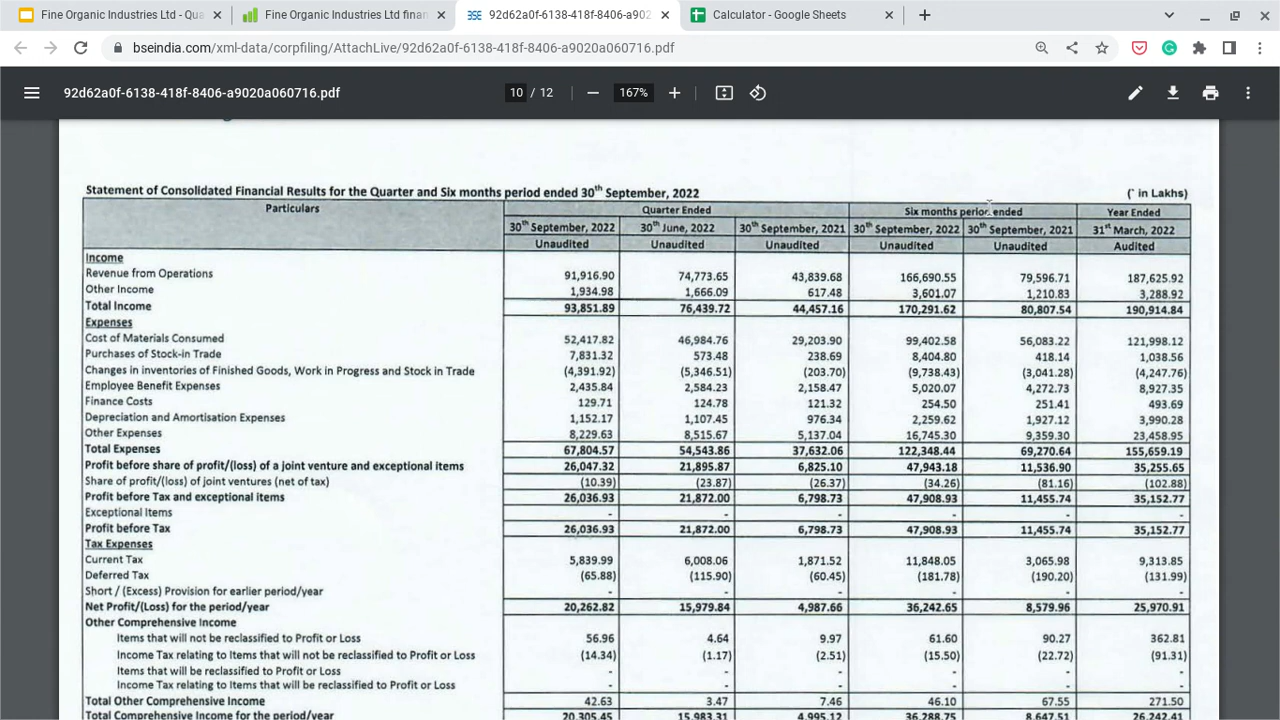 Fine Organic Industries Ltd - Qua
Fine Organic Industries Ltd finan
92d62a0f-6138-418f-8406-a902
Calculator - Google Sheets
bseindia.com/xml-data/corpfiling/AttachLive/92d62a0f-6138-418f-8406-a9020a060716.pdf
92d62a0f-6138-418f-8406-a9020a060716.pdf
10 / 12
167%
Statement of Consolidated Financial Results for the Quarter and Six months period ended 30th September, 2022 (` in Lakhs)
Particulars Quarter Ended Six months period ended Year Ended
30th September, 2022 30th June, 2022 30th September, 2021 30th September, 2022 30th September, 2021 31st March, 2022
Unaudited Unaudited Unaudited Unaudited Unaudited Audited
Income
Revenue from Operations 91,916.90 74,773.65 43,839.68 166,690.55 79,596.71 187,625.92
Other Income 1,934.98 1,666.09 617.48 3,601.07 1,210.83 3,288.92
Total Income 93,851.89 76,439.72 44,457.16 170,291.62 80,807.54 190,914.84
Expenses
Cost of Materials Consumed 52,417.82 46,984.76 29,203.90 99,402.58 56,083.22 121,998.12
Purchases of Stock-in Trade 7,831.32 573.48 238.69 8,404.80 418.14 1,038.56
Changes in inventories of Finished Goods, Work in Progress and Stock in Trade (4,391.92) (5,346.51) (203.70) (9,738.43) (3,041.28) (4,247.76)
Employee Benefit Expenses 2,435.84 2,584.23 2,158.47 5,020.07 4,272.73 8,927.35
Finance Costs 129.71 124.78 121.32 254.50 251.41 493.69
Depreciation and Amortisation Expenses 1,152.17 1,107.45 976.34 2,259.62 1,927.12 3,990.28
Other Expenses 8,229.63 8,515.67 5,137.04 16,745.30 9,359.30 23,458.95
Total Expenses 67,804.57 54,543.86 37,632.06 122,348.44 69,270.64 155,659.19
Profit before share of profit/(loss) of a joint venture and exceptional items 26,047.32 21,895.87 6,825.10 47,943.18 11,536.90 35,255.65
Share of profit/(loss) of joint ventures (net of tax) (10.39) (23.87) (26.37) (34.26) (81.16) (102.88)
Profit before Tax and exceptional items 26,036.93 21,872.00 6,798.73 47,908.93 11,455.74 35,152.77
Exceptional Items - - - - - -
Profit before Tax 26,036.93 21,872.00 6,798.73 47,908.93 11,455.74 35,152.77
Tax Expenses
Current Tax 5,839.99 6,008.06 1,871.52 11,848.05 3,065.98 9,313.85
Deferred Tax (65.88) (115.90) (60.45) (181.78) (190.20) (131.99)
Short / (Excess) Provision for earlier period/year - - - - - -
Net Profit/(Loss) for the period/year 20,262.82 15,979.84 4,987.66 36,242.65 8,579.96 25,970.91
Other Comprehensive Income
Items that will not be reclassified to Profit or Loss 56.96 4.64 9.97 61.60 90.27 362.81
Income Tax relating to Items that will not be reclassified to Profit or Loss (14.34) (1.17) (2.51) (15.50) (22.72) (91.31)
Items that will be reclassified to Profit or Loss - - - - - -
Income Tax relating to Items that will be reclassified to Profit or Loss - - - - - -
Total Other Comprehensive Income 42.63 3.47 7.46 46.10 67.55 271.50
Total Comprehensive Income for the period/year 20,305.45 15,983.31 4,995.12 36,288.75 8,647.51 26,242.41